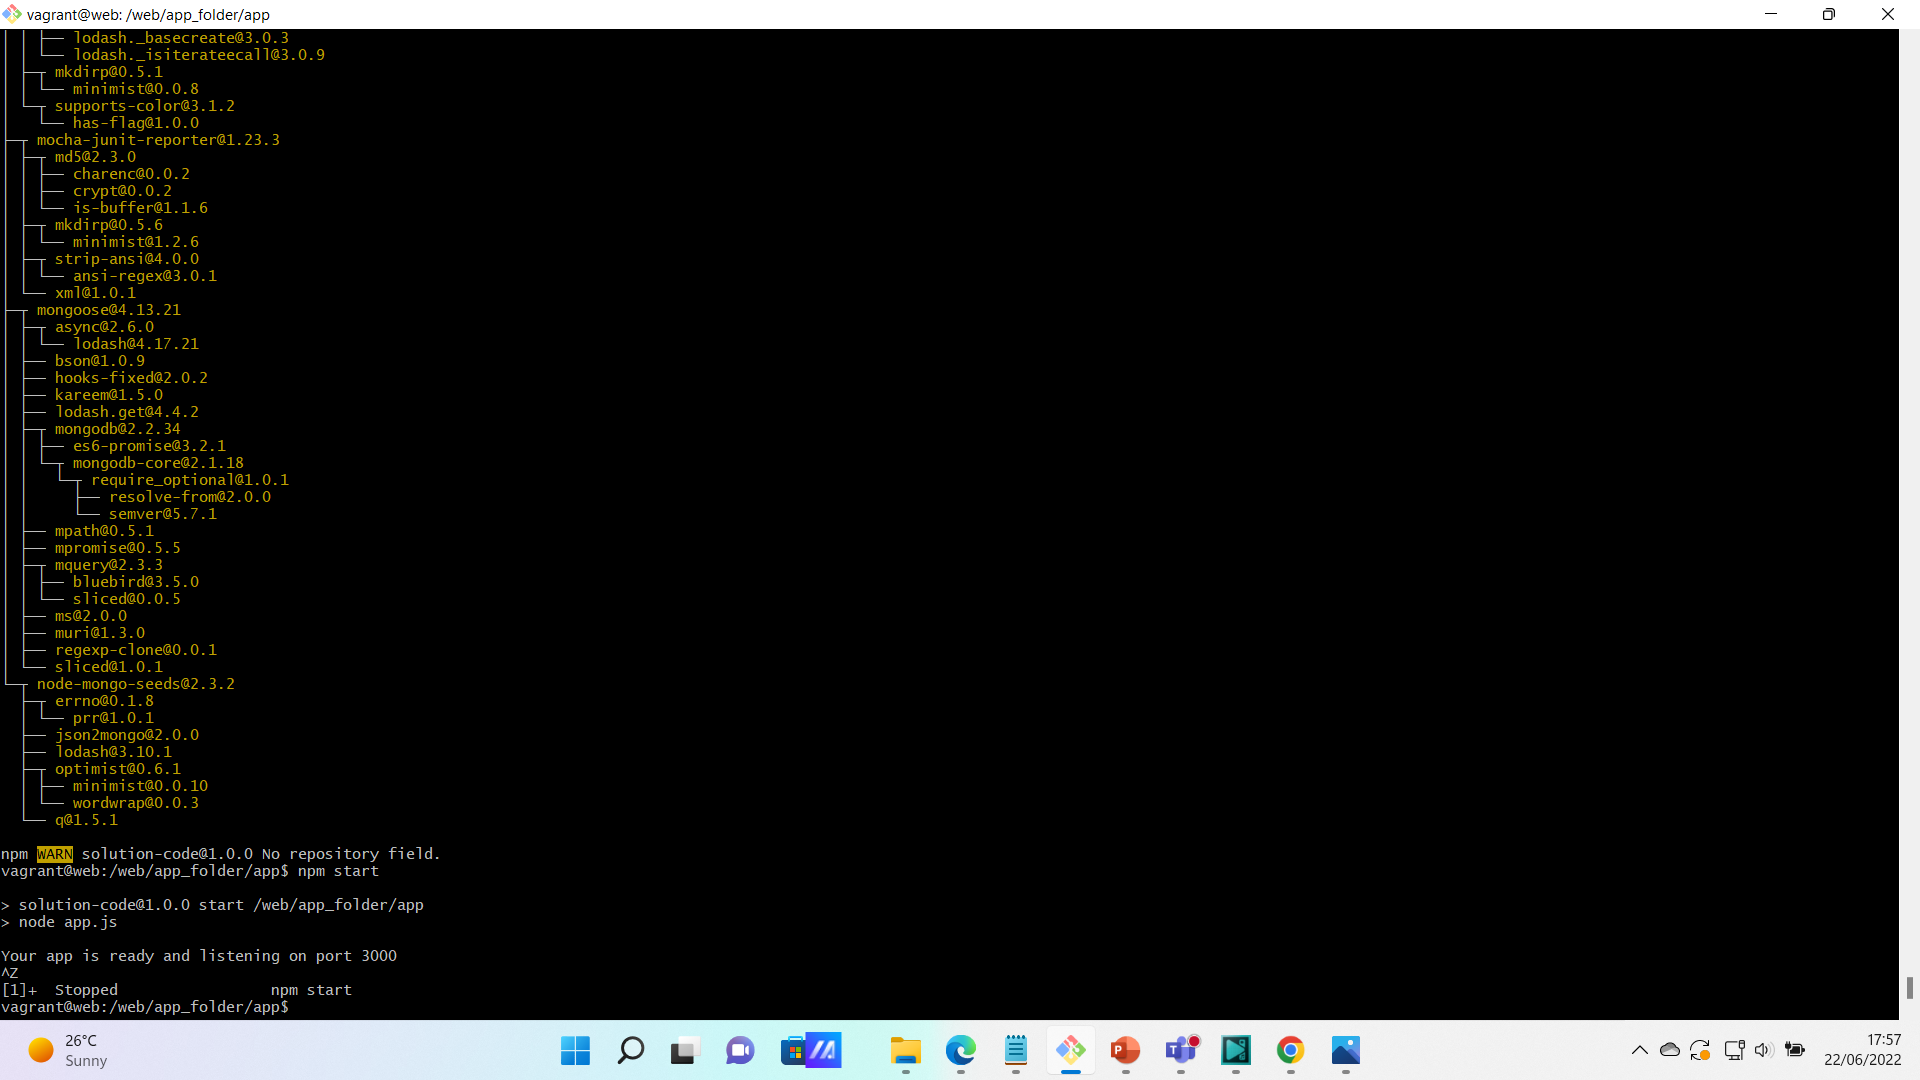 vagrant@web: /web/app_folder/app
lodash._basecreate@3.0.3
lodash._isiterateecall@3.0.9
mkdirp@0.5.1
minimist@0.0.8
supports-color@3.1.2
has-flag@1.0.0
mocha-junit-reporter@1.23.3
md5@2.3.0
charenc@0.0.2
crypt@0.0.2
is-buffer@1.1.6
mkdirp@0.5.6
minimist@1.2.6
strip-ansi@4.0.0
ansi-regex@3.0.1
xml@1.0.1
mongoose@4.13.21
async@2.6.0
lodash@4.17.21
bson@1.0.9
hooks-fixed@2.0.2
kareem@1.5.0
lodash.get@4.4.2
mongodb@2.2.34
es6-promise@3.2.1
mongodb-core@2.1.18
require_optional@1.0.1
resolve-from@2.0.0
semver@5.7.1
mpath@0.5.1
mpromise@0.5.5
mquery@2.3.3
bluebird@3.5.0
sliced@0.0.5
ms@2.0.0
muri@1.3.0
regexp-clone@0.0.1
sliced@1.0.1
node-mongo-seeds@2.3.2
errno@0.1.8
prr@1.0.1
json2mongo@2.0.0
lodash@3.10.1
optimist@0.6.1
minimist@0.0.10
wordwrap@0.0.3
q@1.5.1
npm WARN solution-code@1.0.0 No repository field.
vagrant@web:/web/app_folder/app$ npm start
> solution-code@1.0.0 start /web/app_folder/app
> node app.js
Your app is ready and listening on port 3000
^Z
[1]+  Stopped                 npm start
vagrant@web:/web/app_folder/app$
26°C
Sunny
17:57
22/06/2022